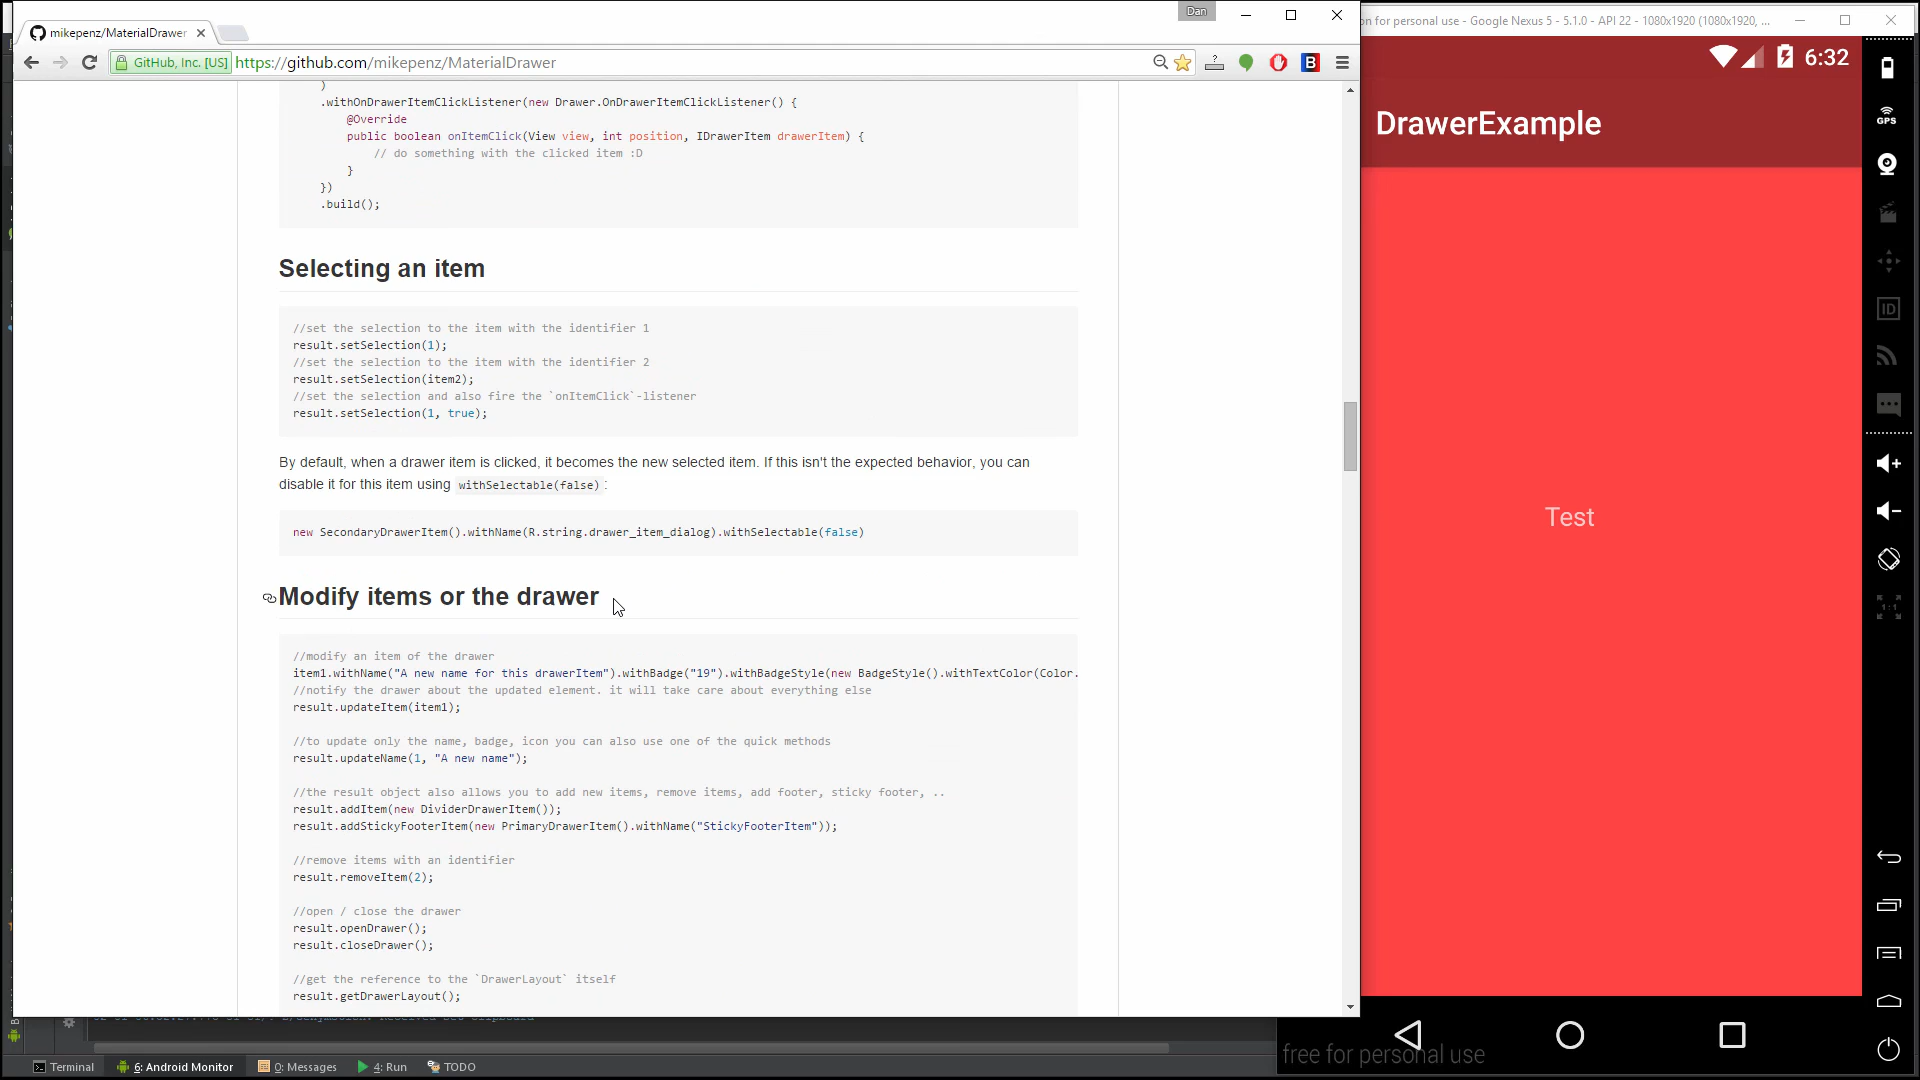 Dan
mikepenz/MaterialDrawer
on for personal use - Google Nexus 5 - 5.1.0 - API 22 - 1080x1920 (1080x1920, ...
GitHub, Inc. [US] https://github.com/mikepenz/MaterialDrawer
6:32
)
.withOnDrawerItemClickListener(new Drawer.OnDrawerItemClickListener() {
@Override
public boolean onItemClick(View view, int position, IDrawerItem drawerItem) {
// do something with the clicked item :D
}
})
.build();
DrawerExample
GPS
Selecting an item
//set the selection to the item with the identifier 1
result.setSelection(1);
//set the selection to the item with the identifier 2
result.setSelection(item2);
//set the selection and also fire the `onItemClick`-listener
result.setSelection(1, true);
ID
By default, when a drawer item is clicked, it becomes the new selected item. If this isn't the expected behavior, you can
disable it for this item using withSelectable(false) :
new SecondaryDrawerItem().withName(R.string.drawer_item_dialog).withSelectable(false)
Test
Modify items or the drawer
1:1
//modify an item of the drawer
item1.withName("A new name for this drawerItem").withBadge("19").withBadgeStyle(new BadgeStyle().withTextColor(Color.
//notify the drawer about the updated element. it will take care about everything else
result.updateItem(item1);
//to update only the name, badge, icon you can also use one of the quick methods
result.updateName(1, "A new name");
//the result object also allows you to add new items, remove items, add footer, sticky footer, ..
result.addItem(new DividerDrawerItem());
result.addStickyFooterItem(new PrimaryDrawerItem().withName("StickyFooterItem"));
//remove items with an identifier
result.removeItem(2);
//open / close the drawer
result.openDrawer();
result.closeDrawer();
//get the reference to the `DrawerLayout` itself
result.getDrawerLayout();
free for personal use
Terminal
6: Android Monitor
0: Messages
4: Run
TODO